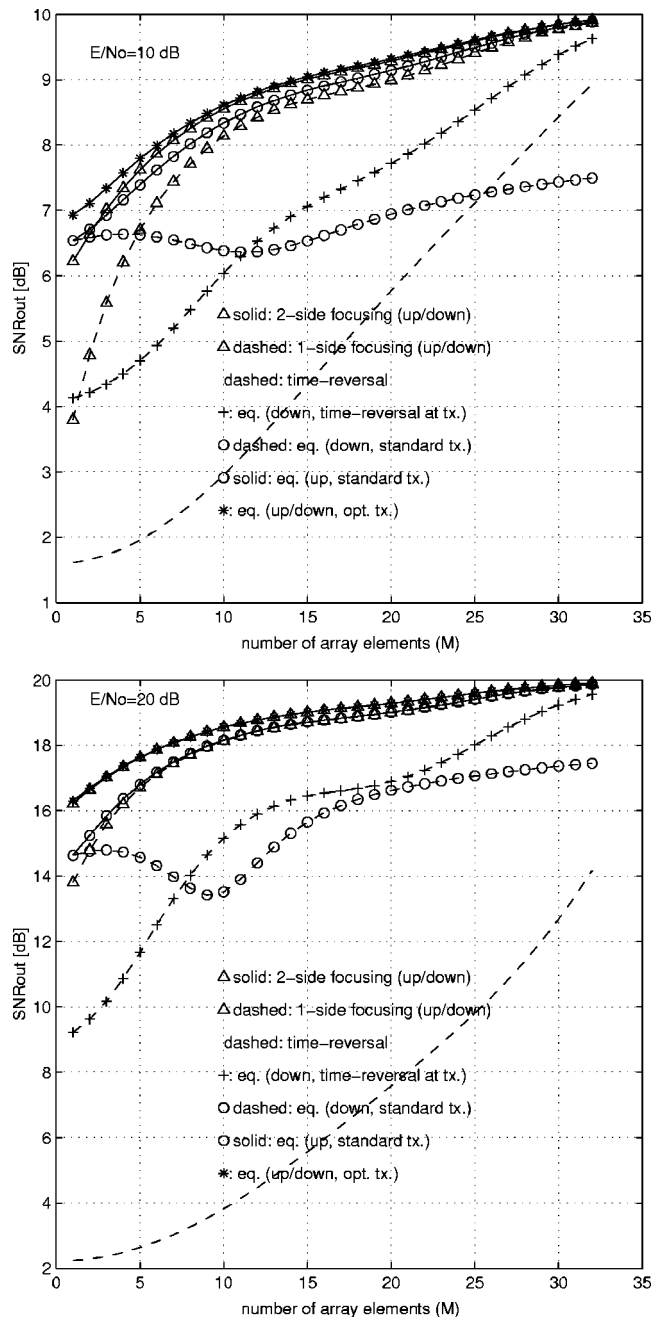 10
E/No=10 dB
9
8
7
6
5
4
3
2
1
SNRout [dB]
△ solid: 2−side focusing (up/down)
△ dashed: 1−side focusing (up/down)
dashed: time−reversal
+: eq. (down, time−reversal at tx.)
o dashed: eq. (down, standard tx.)
o solid: eq. (up, standard tx.)
*: eq. (up/down, opt. tx.)
0 5 10 15 20 25 30 35
number of array elements (M)
20
E/No=20 dB
18
16
14
12
10
8
6
4
2
SNRout [dB]
△ solid: 2−side focusing (up/down)
△ dashed: 1−side focusing (up/down)
dashed: time−reversal
+: eq. (down, time−reversal at tx.)
o dashed: eq. (down, standard tx.)
o solid: eq. (up, standard tx.)
*: eq. (up/down, opt. tx.)
0 5 10 15 20 25 30 35
number of array elements (M)